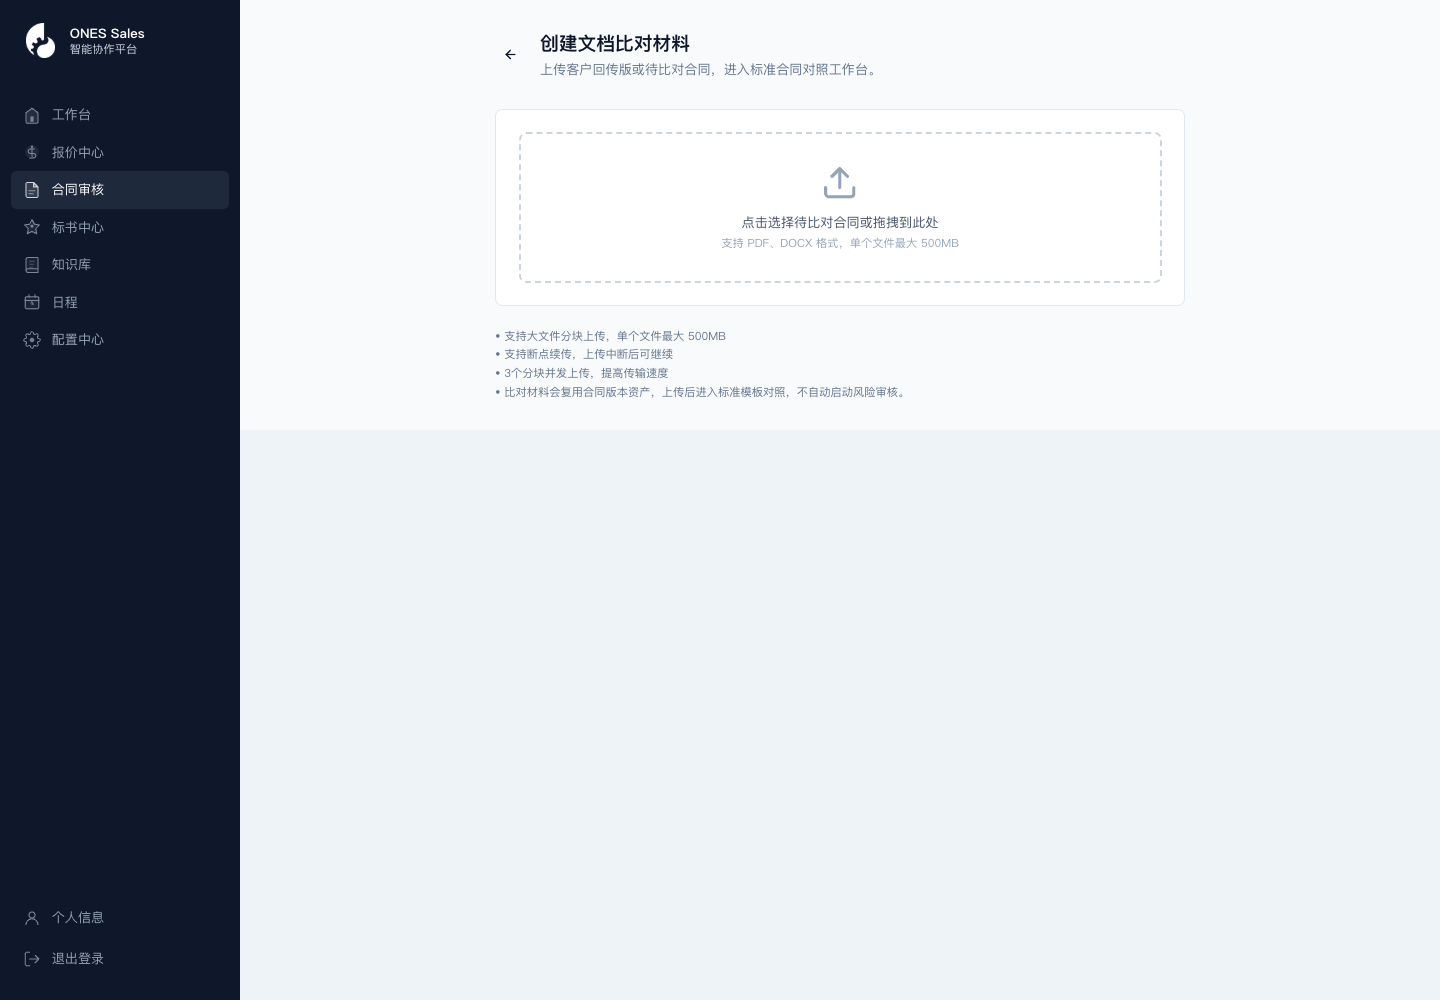 ONES Sales
智能协作平台
工作台
报价中心
合同审核
标书中心
知识库
日程
配置中心
个人信息
退出登录
创建文档比对材料
上传客户回传版或待比对合同，进入标准合同对照工作台。
点击选择待比对合同或拖拽到此处
支持 PDF、DOCX 格式，单个文件最大 500MB
• 支持大文件分块上传，单个文件最大 500MB
• 支持断点续传，上传中断后可继续
• 3个分块并发上传，提高传输速度
• 比对材料会复用合同版本资产，上传后进入标准模板对照，不自动启动风险审核。